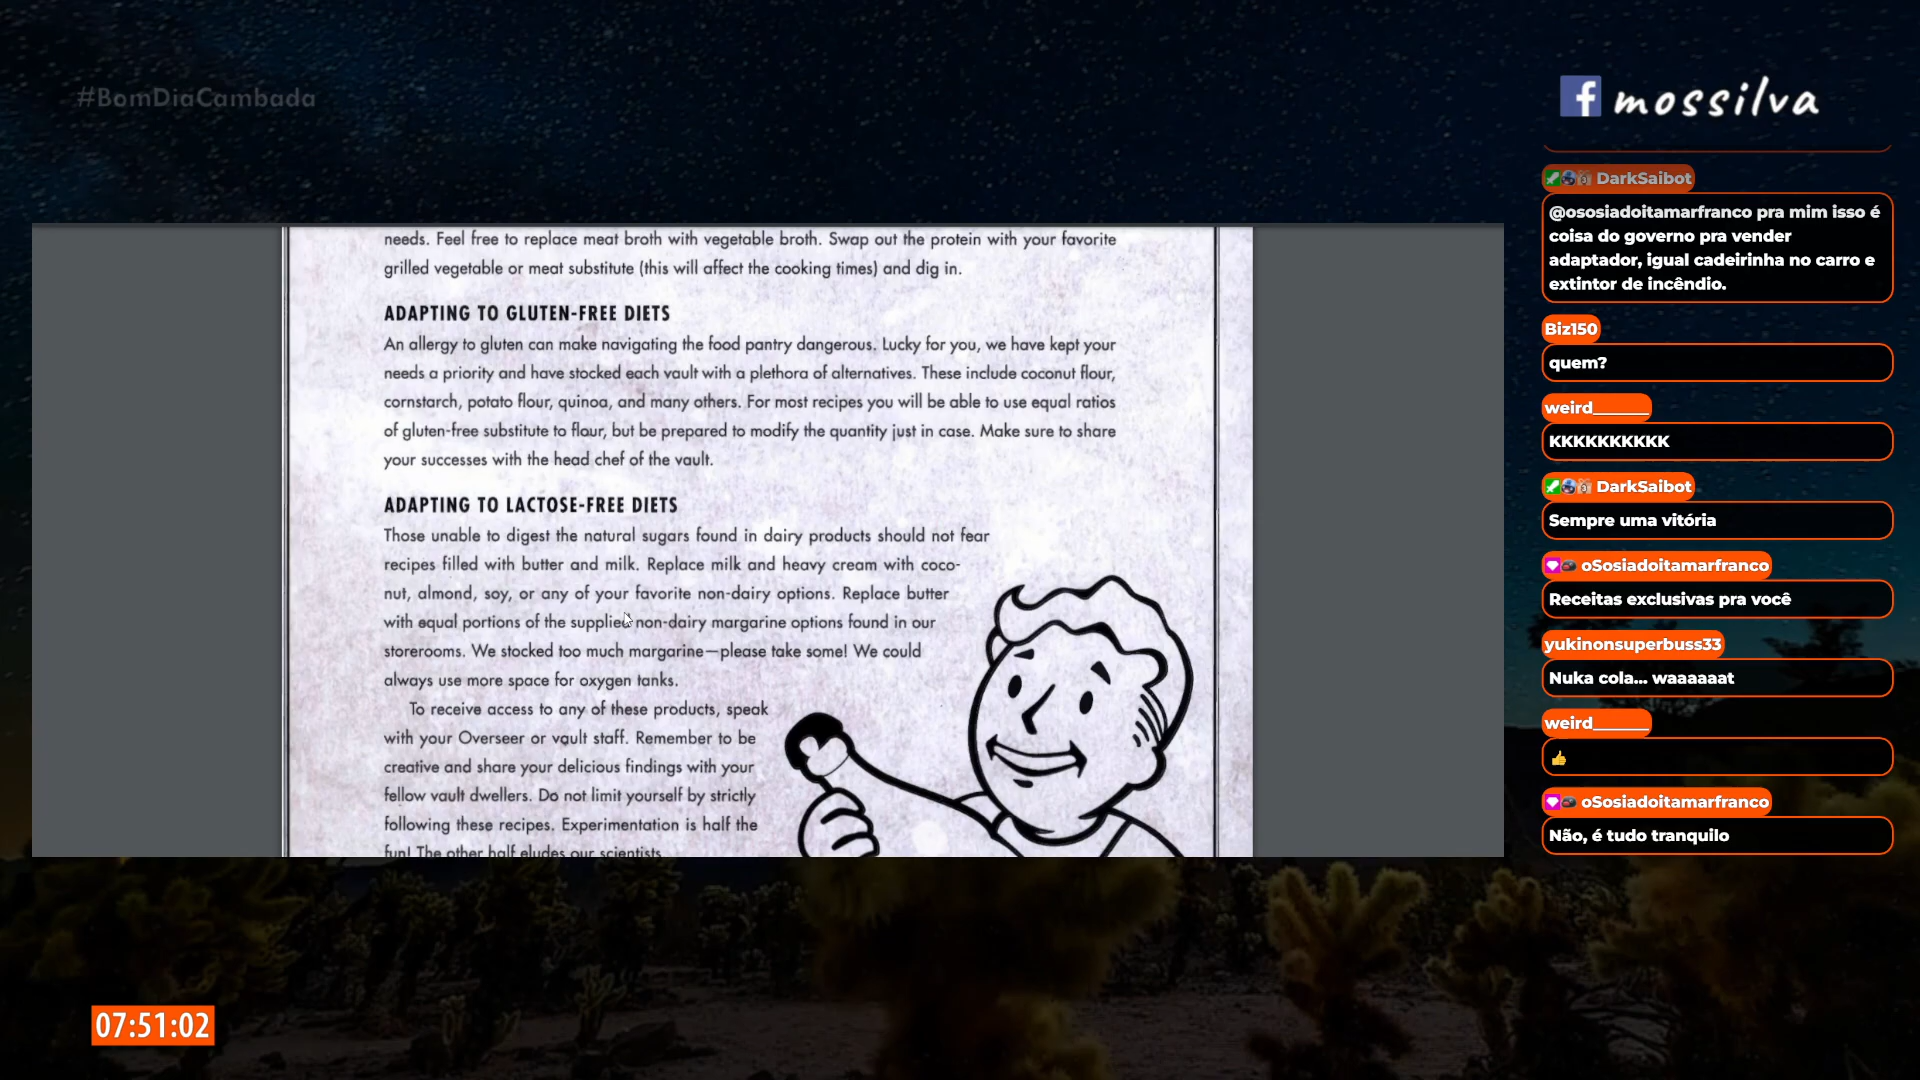 #BomDiaCambada
mossilva
needs. Feel free to replace meat broth with vegetable broth. Swap out the protein with your favorite
grilled vegetable or meat substitute (this will affect the cooking times) and dig in.
ADAPTING TO GLUTEN-FREE DIETS
An allergy to gluten can make navigating the food pantry dangerous. Lucky for you, we have kept your
needs a priority and have stocked each vault with a plethora of alternatives. These include coconut flour,
cornstarch, potato flour, quinoa, and many others. For most recipes you will be able to use equal ratios
of gluten-free substitute to flour, but be prepared to modify the quantity just in case. Make sure to share
your successes with the head chef of the vault.
ADAPTING TO LACTOSE-FREE DIETS
Those unable to digest the natural sugars found in dairy products should not fear
recipes filled with butter and milk. Replace milk and heavy cream with coco-
nut, almond, soy, or any of your favorite non-dairy options. Replace butter
with equal portions of the supplied non-dairy margarine options found in our
storerooms. We stocked too much margarine—please take some! We could
always use more space for oxygen tanks.
To receive access to any of these products, speak
with your Overseer or vault staff. Remember to be
creative and share your delicious findings with your
fellow vault dwellers. Do not limit yourself by strictly
following these recipes. Experimentation is half the
fun! The other half eludes our scientists
DarkSaibot
@ososiadoitamarfranco pra mim isso é
coisa do governo pra vender
adaptador, igual cadeirinha no carro e
extintor de incêndio.
Biz150
quem?
weird_______
KKKKKKKKKK
DarkSaibot
Sempre uma vitória
oSosiadoitamarfranco
Receitas exclusivas pra você
yukinonsuperbuss33
Nuka cola... waaaaaat
weird_______
👍
oSosiadoitamarfranco
Não, é tudo tranquilo
07:51:02